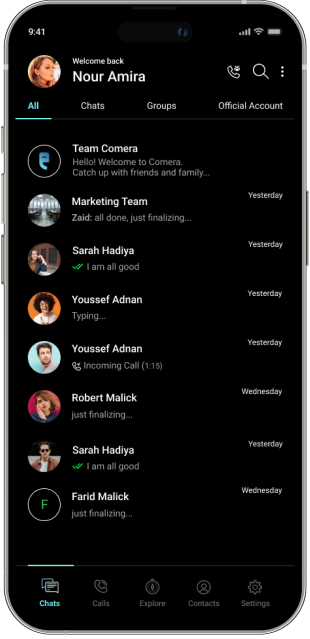 9:41
Welcome back
Nour Amira
All Chats Groups Official Account
Team Comera
Hello! Welcome to Comera.
Catch up with friends and family...
Marketing Team Yesterday
Zaid: all done, just finalizing...
Sarah Hadiya Yesterday
I am all good
Youssef Adnan Yesterday
Typing...
Youssef Adnan Yesterday
Incoming Call (1:15)
Robert Malick Wednesday
just finalizing...
Sarah Hadiya Yesterday
I am all good
Farid Malick Wednesday
F
just finalizing...
Chats Calls Explore Contacts Settings